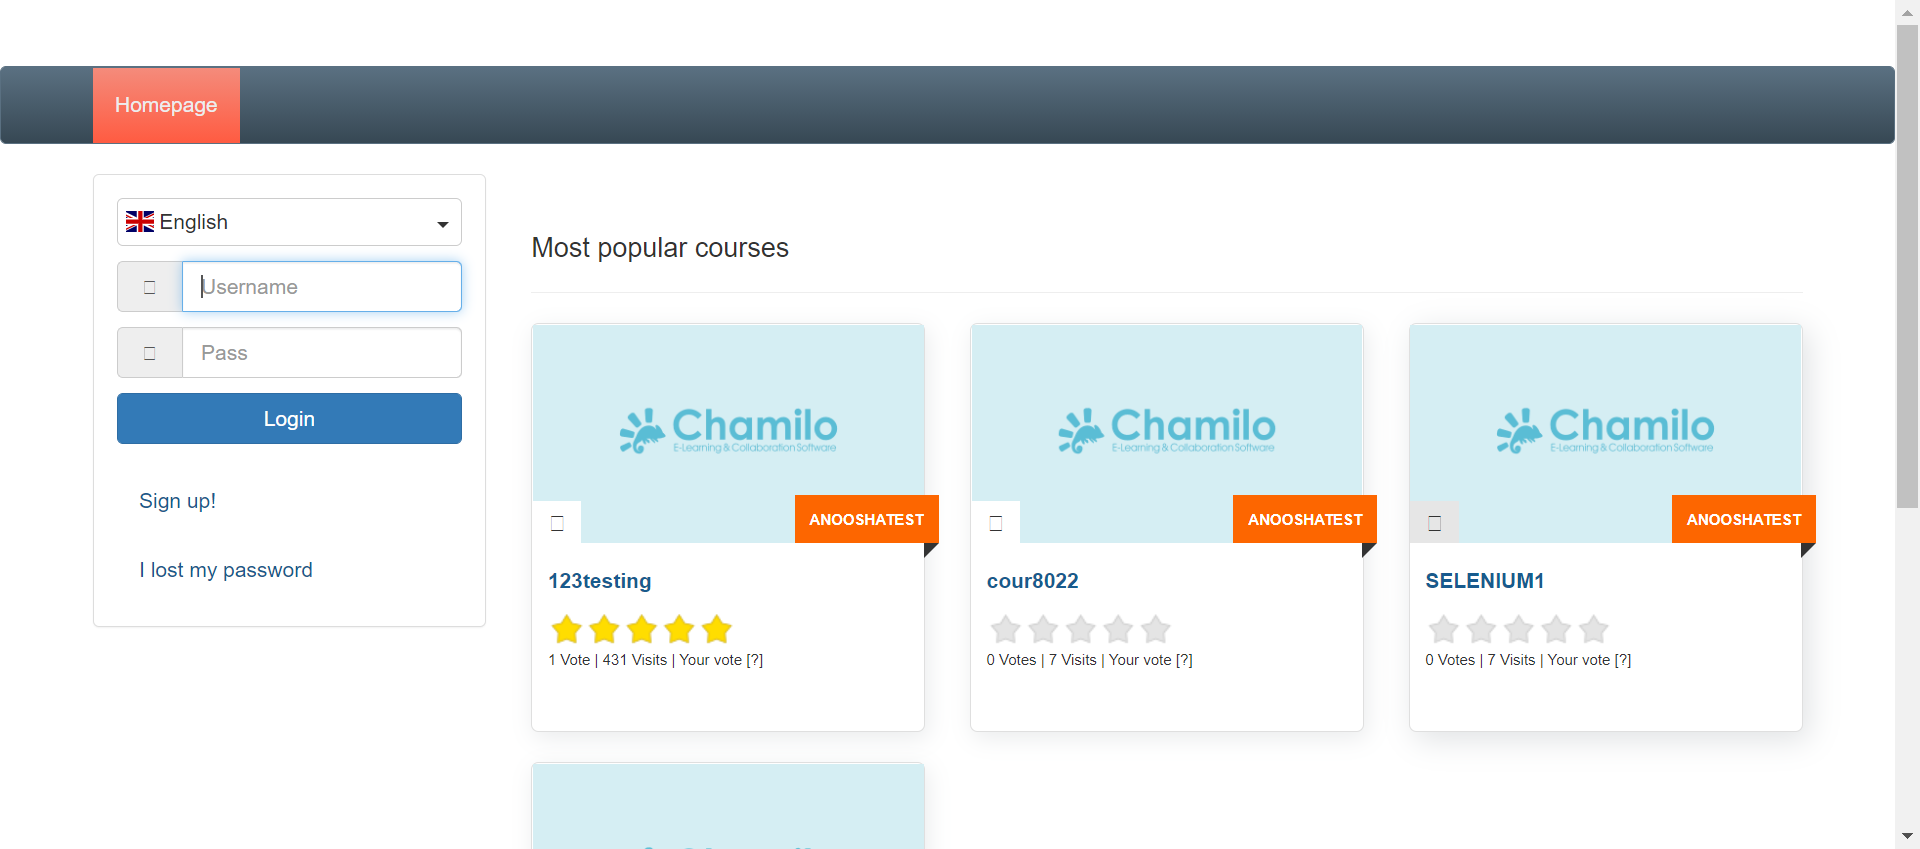 Homepage
English
Username
Pass
Login
Sign up!
I lost my password
Most popular courses
Chamilo
E-Learning & Collaboration Software
ANOOSHATEST
123testing
1 Vote | 431 Visits | Your vote [?]
Chamilo
E-Learning & Collaboration Software
ANOOSHATEST
cour8022
0 Votes | 7 Visits | Your vote [?]
Chamilo
E-Learning & Collaboration Software
ANOOSHATEST
SELENIUM1
0 Votes | 7 Visits | Your vote [?]